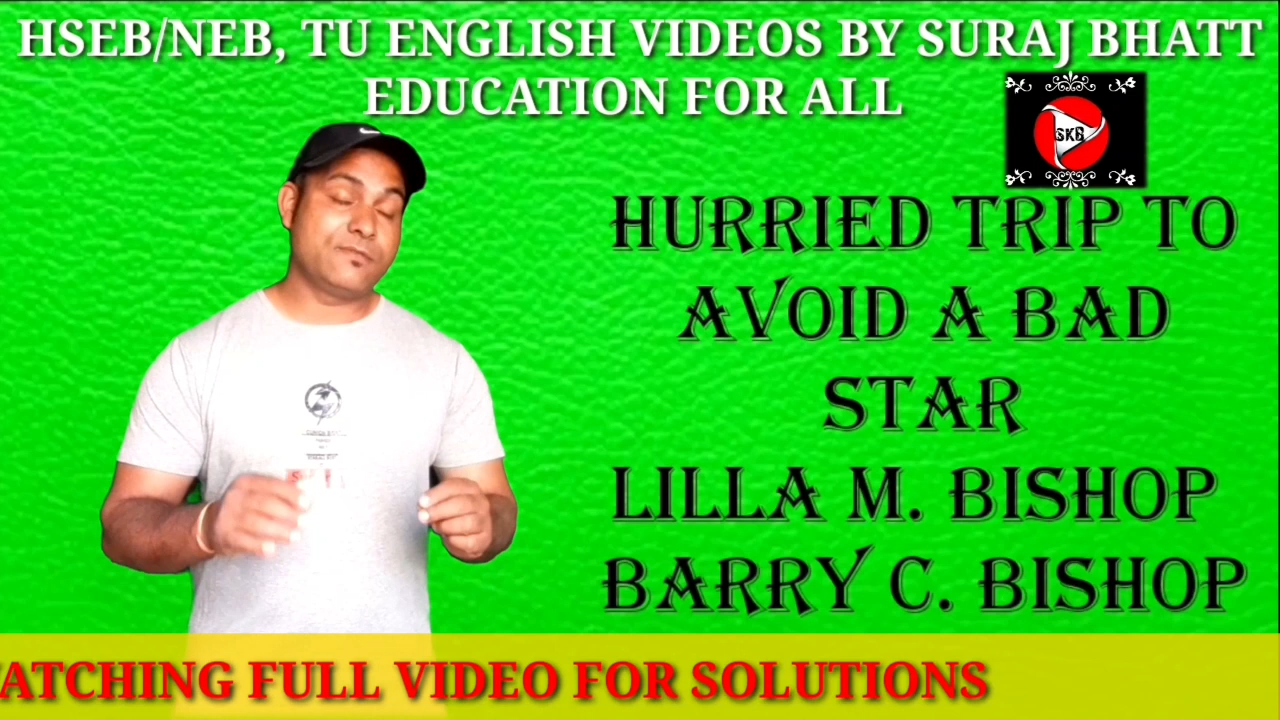 HSEB/NEB, TU ENGLISH VIDEOS BY SURAJ BHATT
EDUCATION FOR ALL
SKB
HURRIED TRIP TO
AVOID A BAD
STAR
LILLA M. BISHOP
BARRY C. BISHOP
ATCHING FULL VIDEO FOR SOLUTIONS